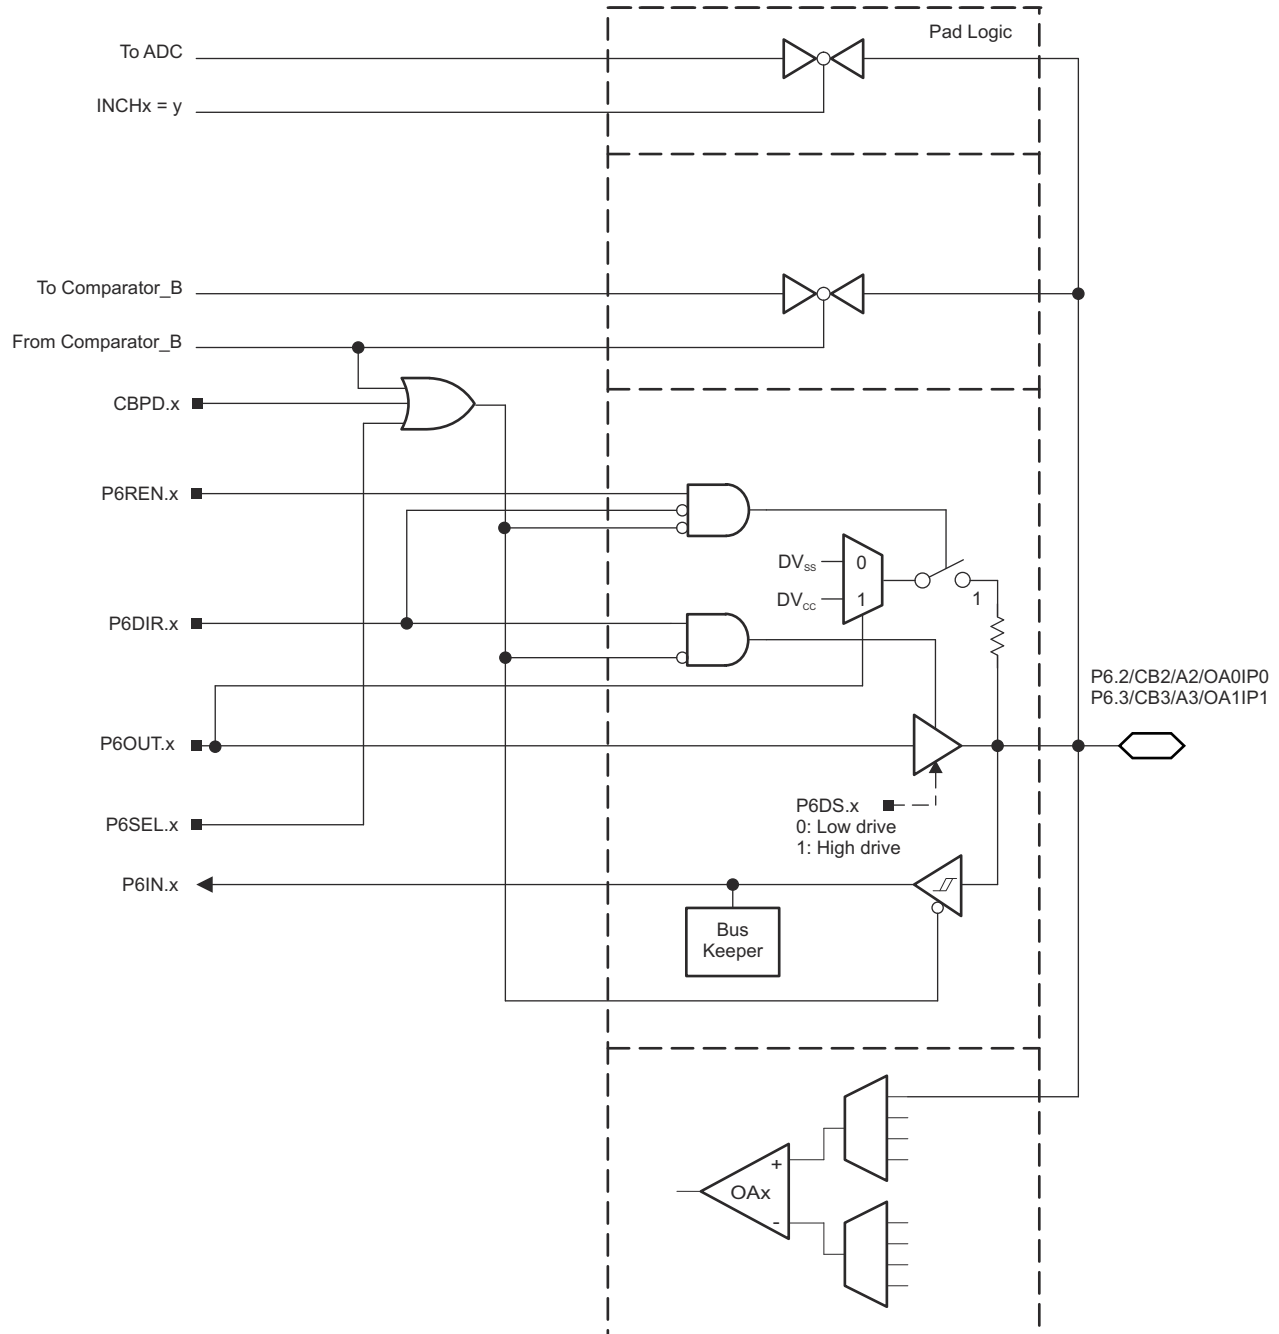 Pad Logic
To ADC
INCHx = y
To Comparator_B
From Comparator_B
CBPD.x
P6REN.x
DVSS
0
DVCC
1
1
P6DIR.x
P6.2/CB2/A2/OA0IP0
P6.3/CB3/A3/OA1IP1
P6OUT.x
P6DS.x
0: Low drive
1: High drive
P6SEL.x
P6IN.x
Bus
Keeper
+
OAx
-